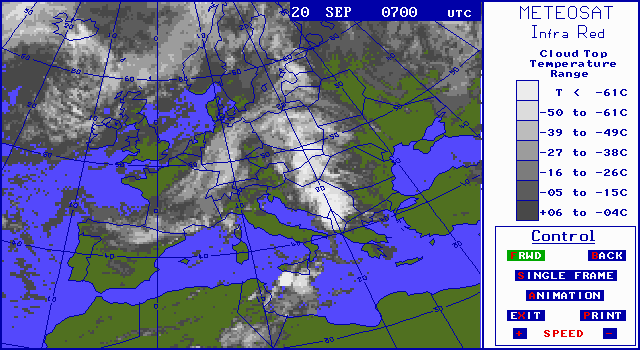 20 SEP 0700 UTC
METEOSAT
Infra Red
Cloud Top
Temperature
Range
T < -61C
-50 to -61C
-39 to -49C
-27 to -38C
-16 to -26C
-05 to -15C
+06 to -04C
Control
FRWD BACK
SINGLE FRAME
ANIMATION
EXIT PRINT
+ SPEED -